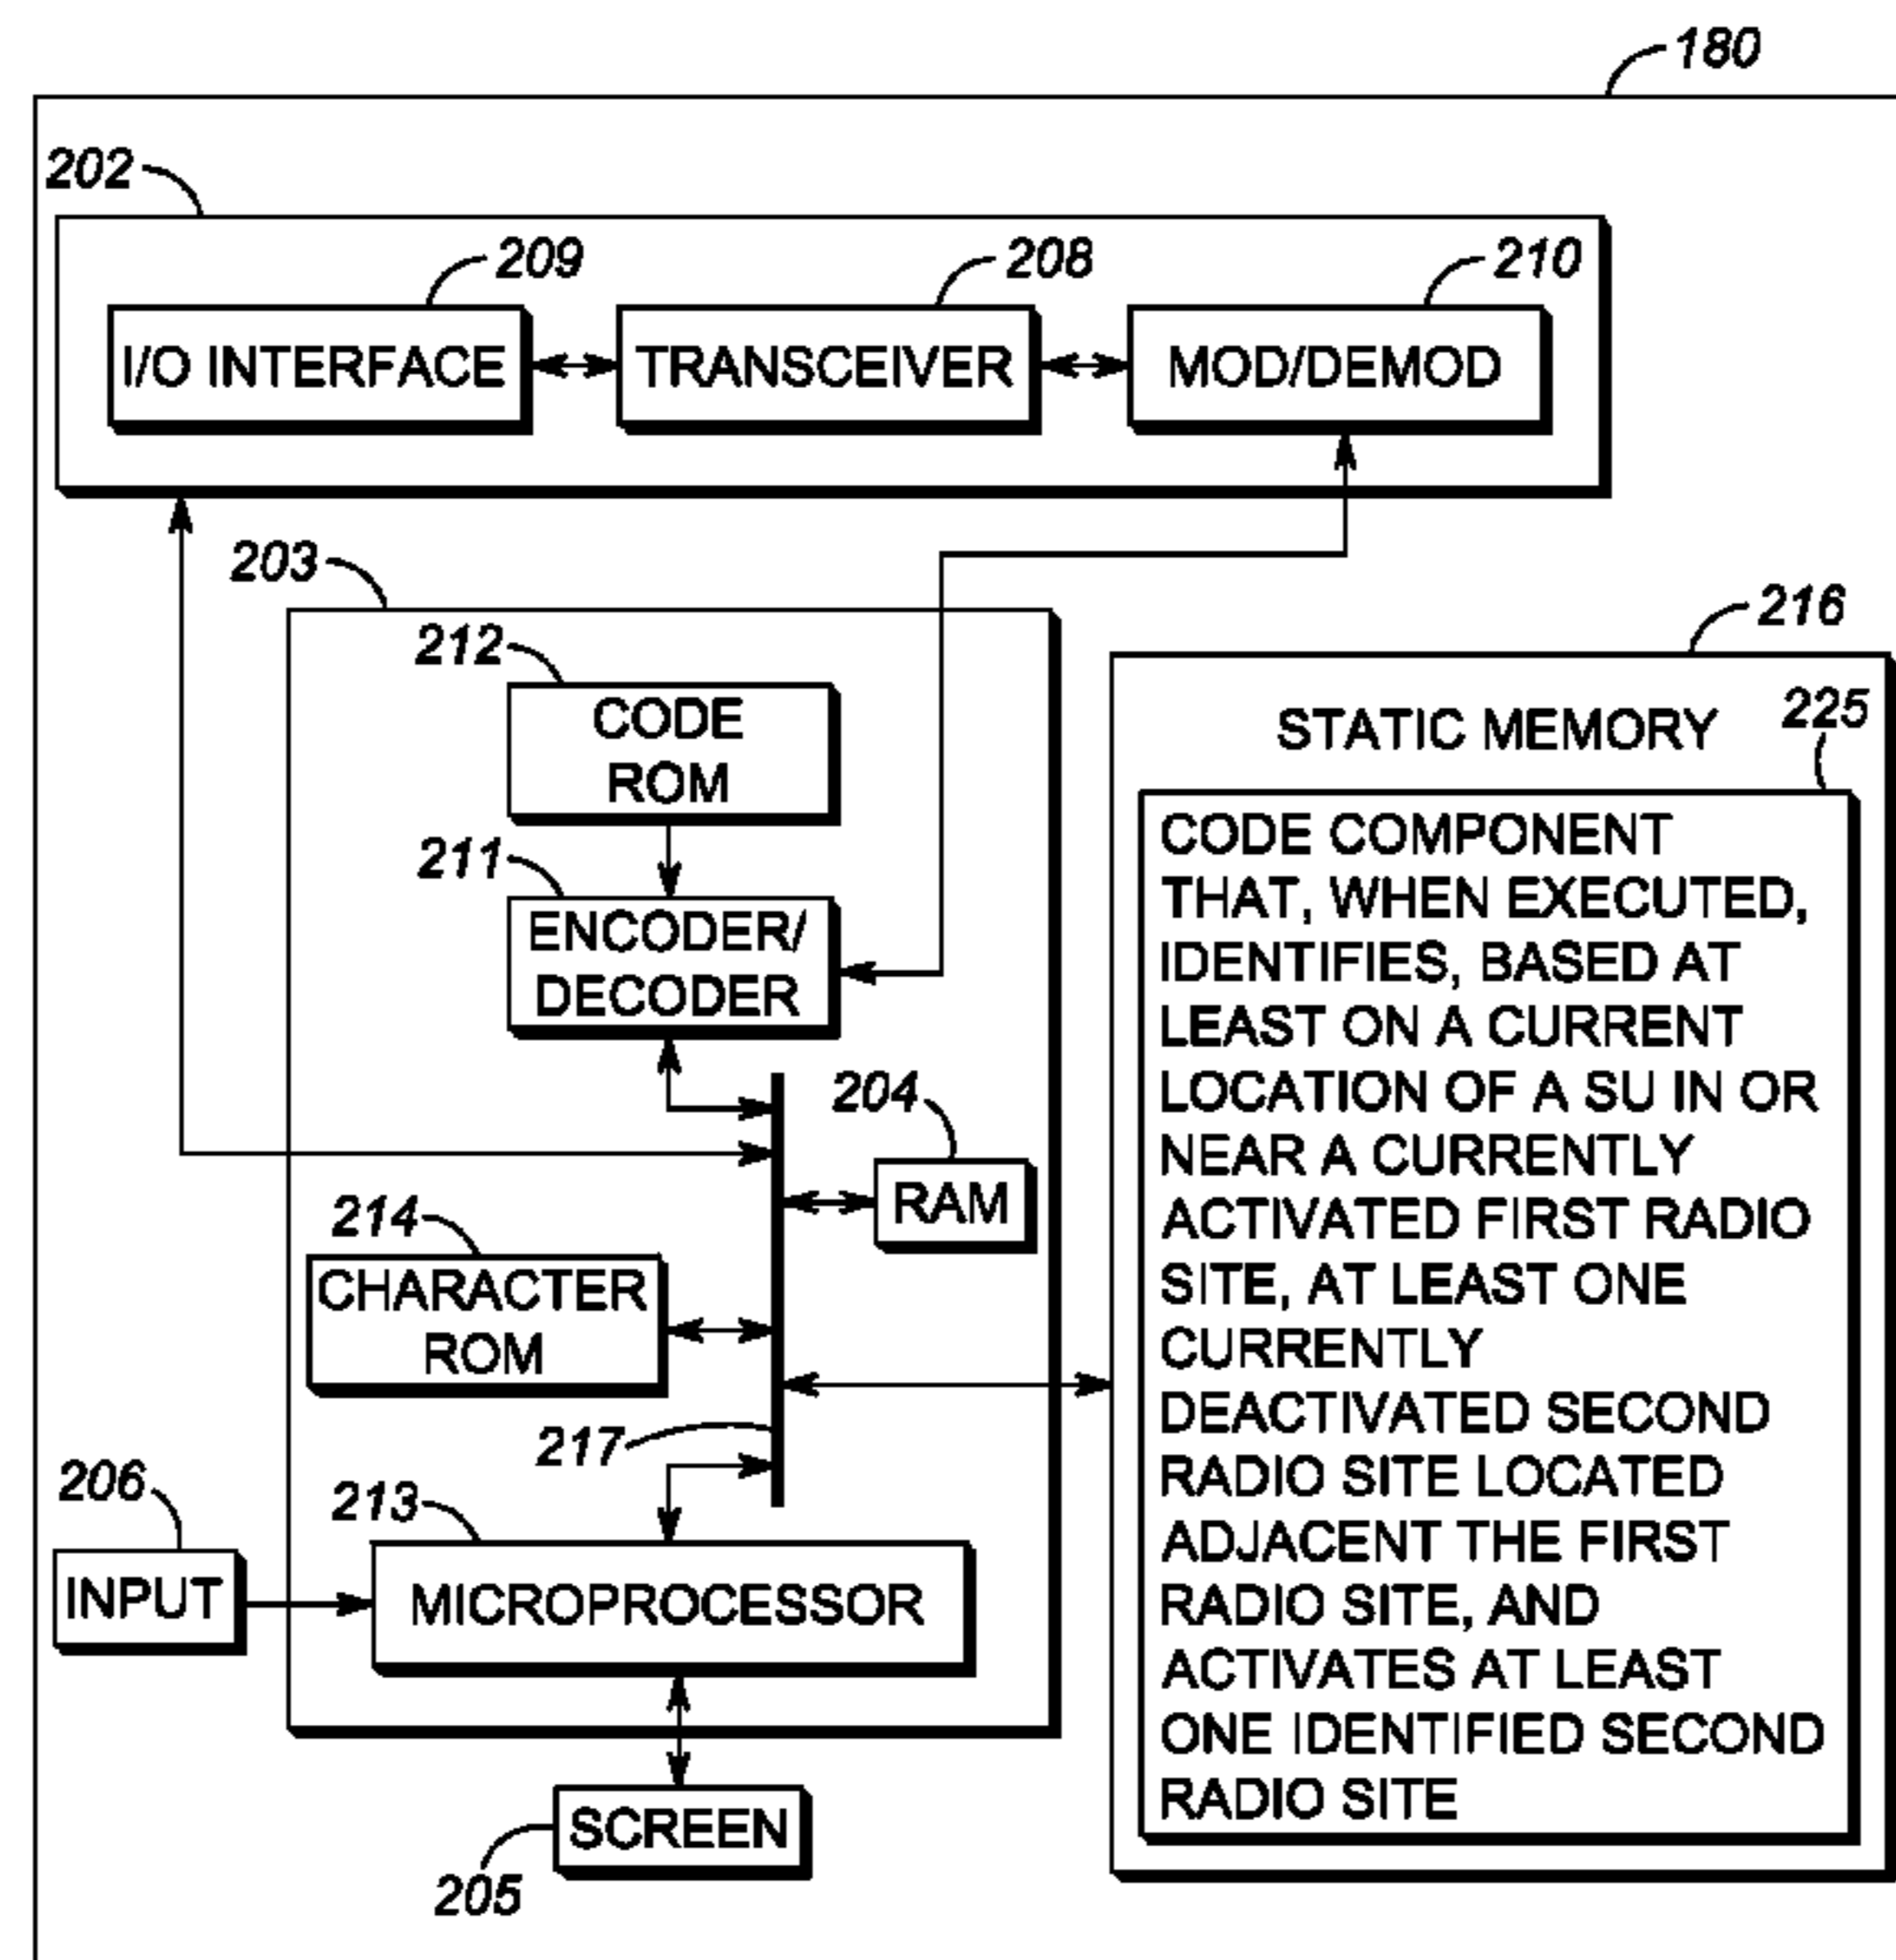 180
202
209
208
210
I/O INTERFACE
TRANSCEIVER
MOD/DEMOD
203
212
CODE
ROM
211
ENCODER/
DECODER
204
RAM
214
CHARACTER
ROM
217
206
INPUT
213
MICROPROCESSOR
SCREEN
205
216
STATIC MEMORY
225
CODE COMPONENT
THAT, WHEN EXECUTED,
IDENTIFIES, BASED AT
LEAST ON A CURRENT
LOCATION OF A SU IN OR
NEAR A CURRENTLY
ACTIVATED FIRST RADIO
SITE, AT LEAST ONE
CURRENTLY
DEACTIVATED SECOND
RADIO SITE LOCATED
ADJACENT THE FIRST
RADIO SITE, AND
ACTIVATES AT LEAST
ONE IDENTIFIED SECOND
RADIO SITE